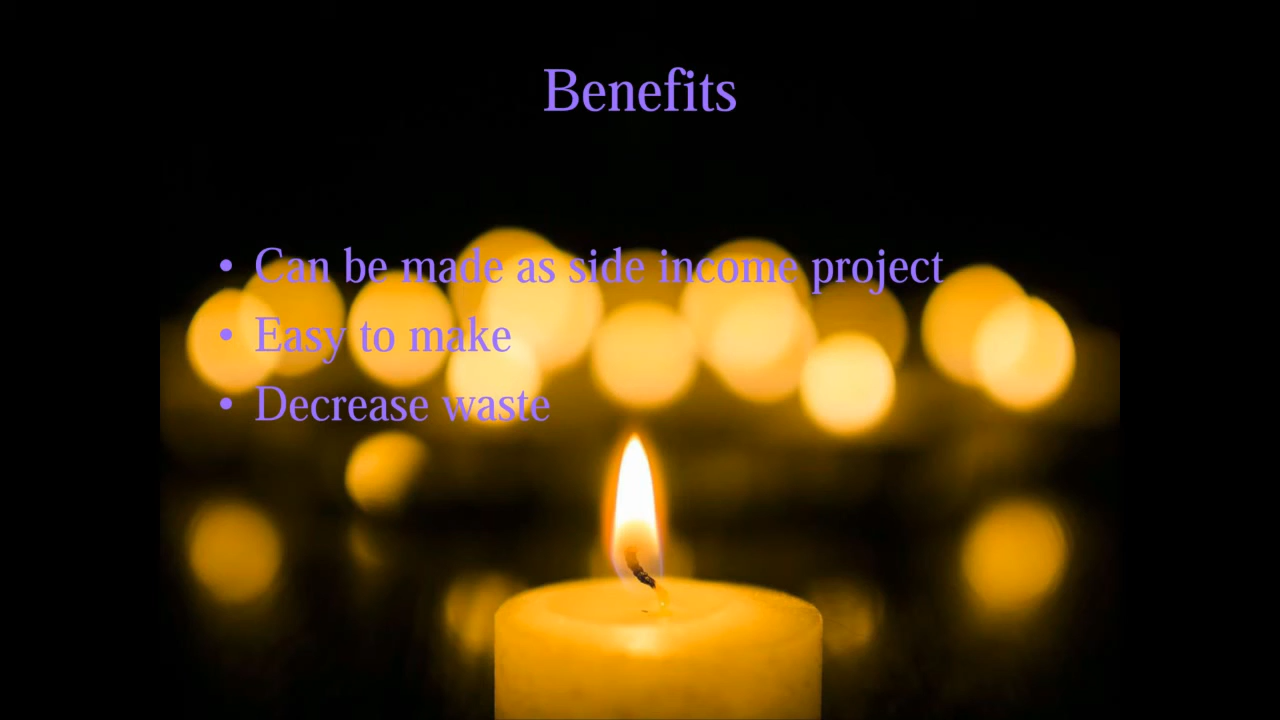 Benefits
• Can be made as side income project
• Easy to make
• Decrease waste